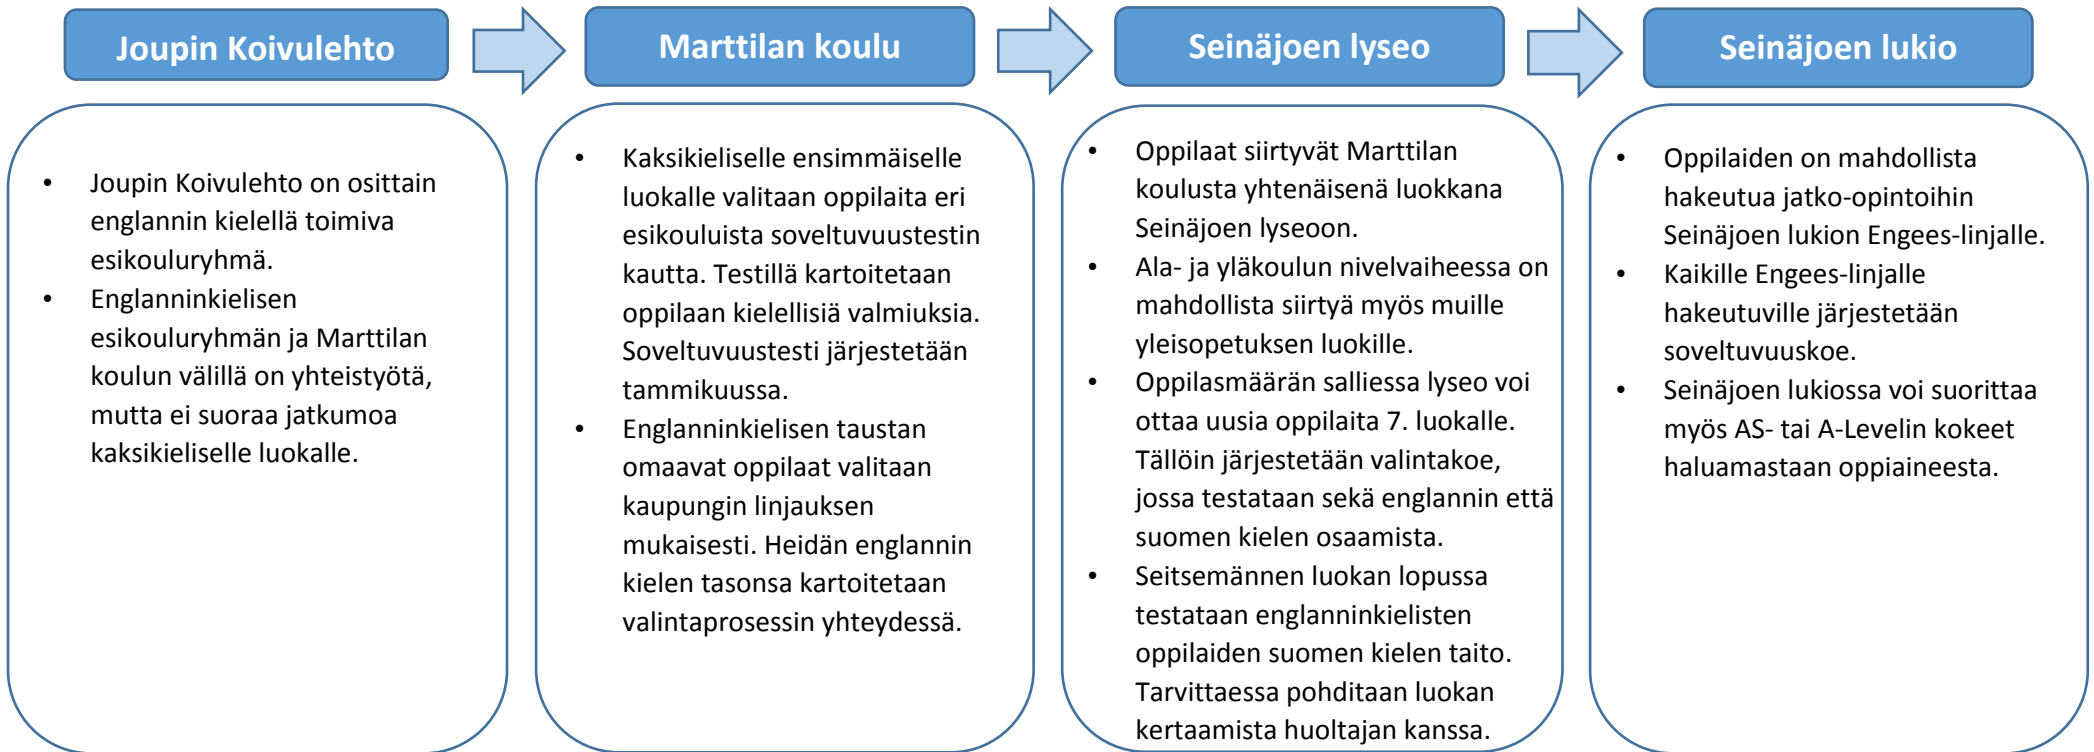 Joupin Koivulehto
Marttilan koulu
Seinäjoen lyseo
Seinäjoen lukio
• Joupin Koivulehto on osittain
englannin kielellä toimiva
esikouluryhmä.
• Englanninkielisen
esikouluryhmän ja Marttilan
koulun välillä on yhteistyötä,
mutta ei suoraa jatkumoa
kaksikieliselle luokalle.
• Kaksikieliselle ensimmäiselle
luokalle valitaan oppilaita eri
esikouluista soveltuvuustestin
kautta. Testillä kartoitetaan
oppilaan kielellisiä valmiuksia.
Soveltuvuustesti järjestetään
tammikuussa.
• Englanninkielisen taustan
omaavat oppilaat valitaan
kaupungin linjauksen
mukaisesti. Heidän englannin
kielen tasonsa kartoitetaan
valintaprosessin yhteydessä.
• Oppilaat siirtyvät Marttilan
koulusta yhtenäisenä luokkana
Seinäjoen lyseoon.
• Ala- ja yläkoulun nivelvaiheessa on
mahdollista siirtyä myös muille
yleisopetuksen luokille.
• Oppilasmäärän salliessa lyseo voi
ottaa uusia oppilaita 7. luokalle.
Tällöin järjestetään valintakoe,
jossa testataan sekä englannin että
suomen kielen osaamista.
• Seitsemännen luokan lopussa
testataan englanninkielisten
oppilaiden suomen kielen taito.
Tarvittaessa pohditaan luokan
kertaamista huoltajan kanssa.
• Oppilaiden on mahdollista
hakeutua jatko-opintoihin
Seinäjoen lukion Engees-linjalle.
• Kaikille Engees-linjalle
hakeutuville järjestetään
soveltuvuuskoe.
• Seinäjoen lukiossa voi suorittaa
myös AS- tai A-Levelin kokeet
haluamastaan oppiaineesta.